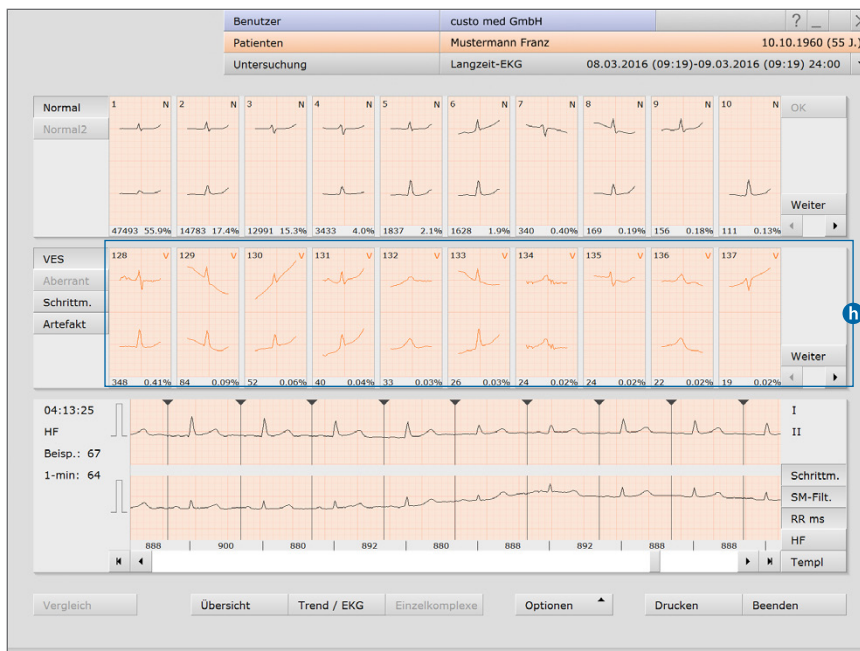 Benutzer custo med GmbH ? _
Patienten Mustermann Franz 10.10.1960 (55 J.)
Untersuchung Langzeit-EKG 08.03.2016 (09:19)-09.03.2016 (09:19) 24:00
Normal 1 N 2 N 3 N 4 N 5 N 6 N 7 N 8 N 9 N 10 N OK
Normal2
Weiter
47493 55.9% 14783 17.4% 12991 15.3% 3433 4.0% 1837 2.1% 1628 1.9% 340 0.40% 169 0.19% 156 0.18% 111 0.13%
VES 128 V 129 V 130 V 131 V 132 V 133 V 134 V 135 V 136 V 137 V
Aberrant
Schrittm.
h
Artefakt
Weiter
348 0.41% 84 0.09% 52 0.06% 40 0.04% 33 0.03% 26 0.03% 24 0.02% 24 0.02% 22 0.02% 19 0.02%
04:13:25 I
HF II
Beisp.: 67
1-min: 64
Schrittm.
SM-Filt.
RR ms
888 900 880 892 880 888 892 888 888 HF
Templ
Vergleich Übersicht Trend / EKG Einzelkomplexe Optionen Drucken Beenden